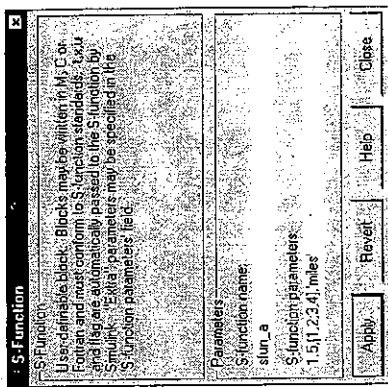 S-Function
S-Function
User-definable block. Blocks may be written in M, C or
Fortran and must conform to S-function standards. t,x,u
and flag are automatically passed to the S-function by
Simulink. "Extra" parameters may be specified in the
'S-function parameters' field.
Parameters
S-function name:
sfun_a
S-function parameters:
1.5,[1,2,3,4],'miles'
Apply
Revert
Help
Close